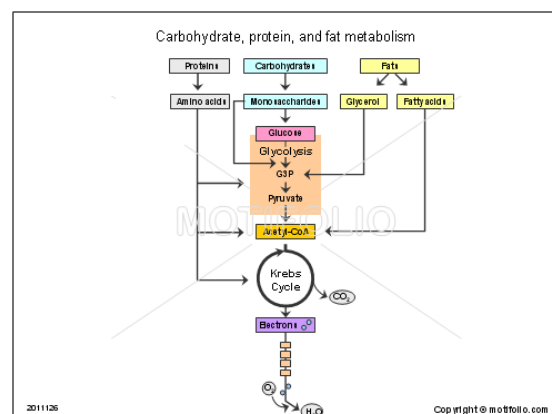 Carbohydrate, protein, and fat metabolism
Proteins Carbohydrates Fats
Amino acids Monosaccharides Glycerol Fatty acids
Glucose
Glycolysis
G3P
Pyruvate
MOTIFOLIO
Acetyl-CoA
Krebs
Cycle
CO2
Electrons
O2
H2O
2011126 Copyright © motifolio.com